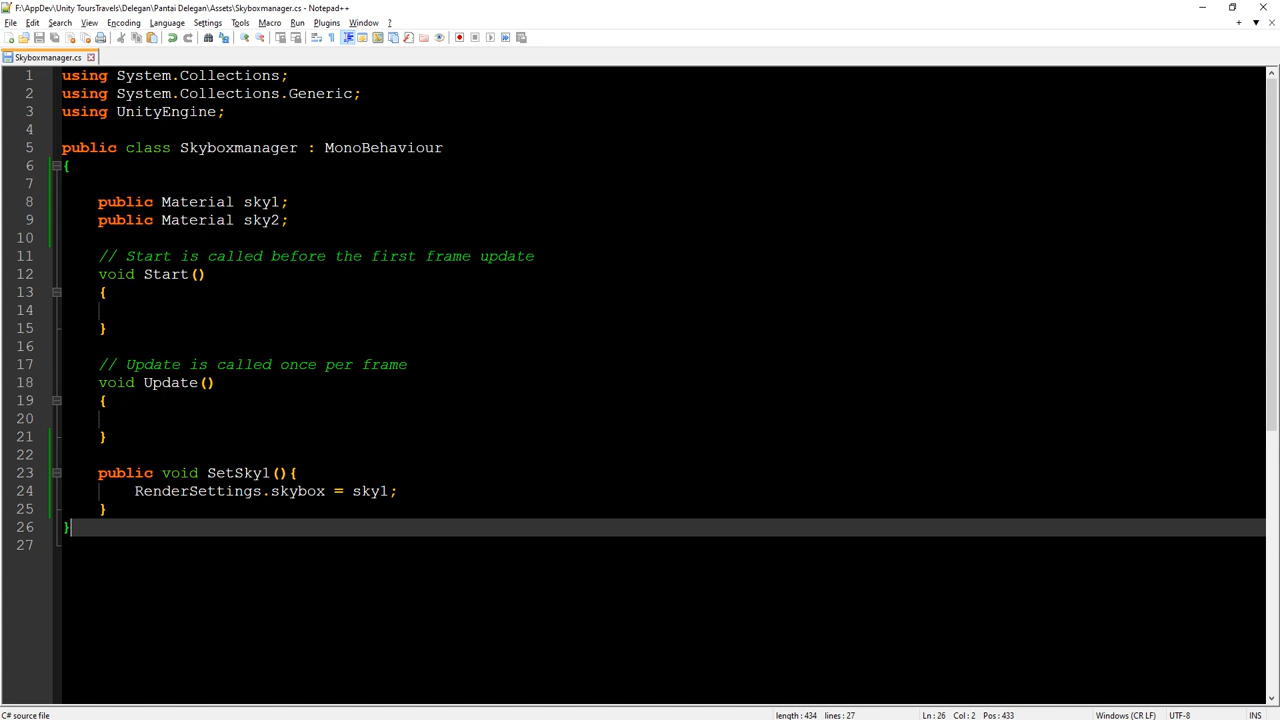 F:\AppDev\Unity ToursTravels\Delegan\Pantai Delegan\Assets\Skyboxmanager.cs - Notepad++
File Edit Search View Encoding Language Settings Tools Macro Run Plugins Window ?
Skyboxmanager.cs
1 using System.Collections;
2 using System.Collections.Generic;
3 using UnityEngine;
4
5 public class Skyboxmanager : MonoBehaviour
6 {
7
8 public Material sky1;
9 public Material sky2;
10
11 // Start is called before the first frame update
12 void Start()
13 {
14
15 }
16
17 // Update is called once per frame
18 void Update()
19 {
20
21 }
22
23 public void SetSky1(){
24 RenderSettings.skybox = sky1;
25 }
26 }
27
C# source file length : 434 lines : 27 Ln : 26 Col : 2 Pos : 433 Windows (CR LF) UTF-8 INS